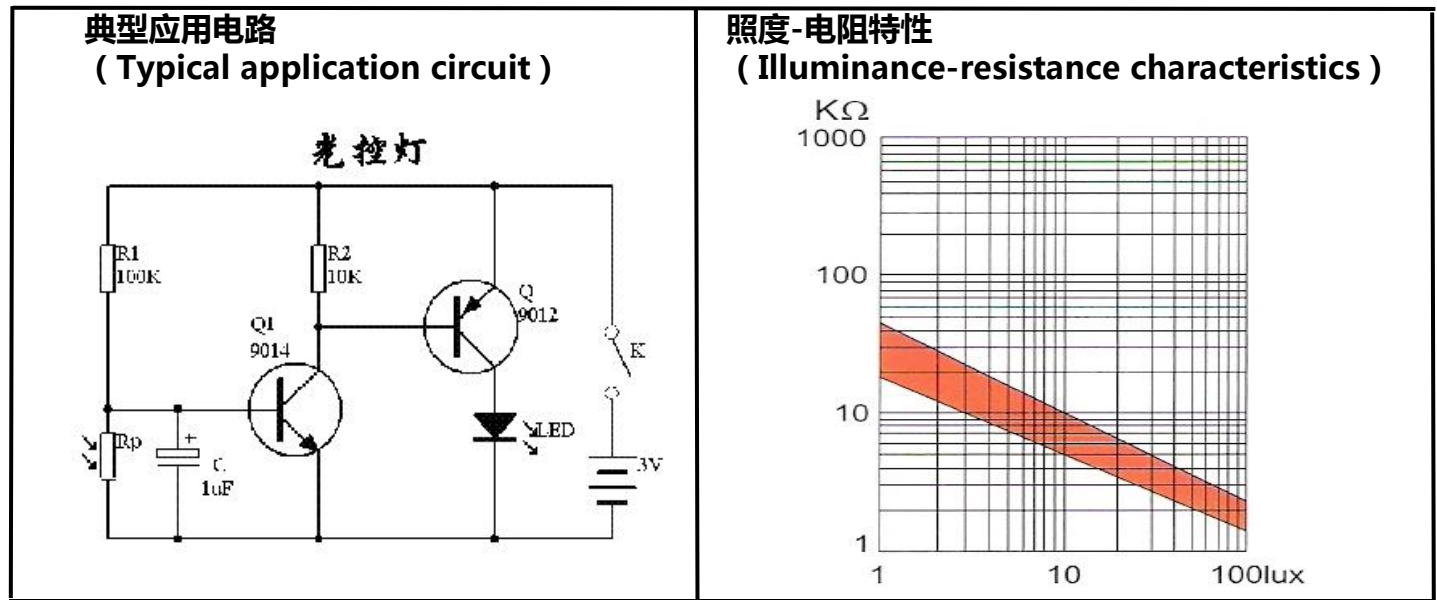 典型应用电路
（Typical application circuit）
光控灯
R1
100K
R2
10K
Q1
9014
Q
9012
K
Rp
+
C
1uF
LED
3V
照度-电阻特性
（Illuminance-resistance characteristics）
KΩ
1000
100
10
1
1
10
100lux